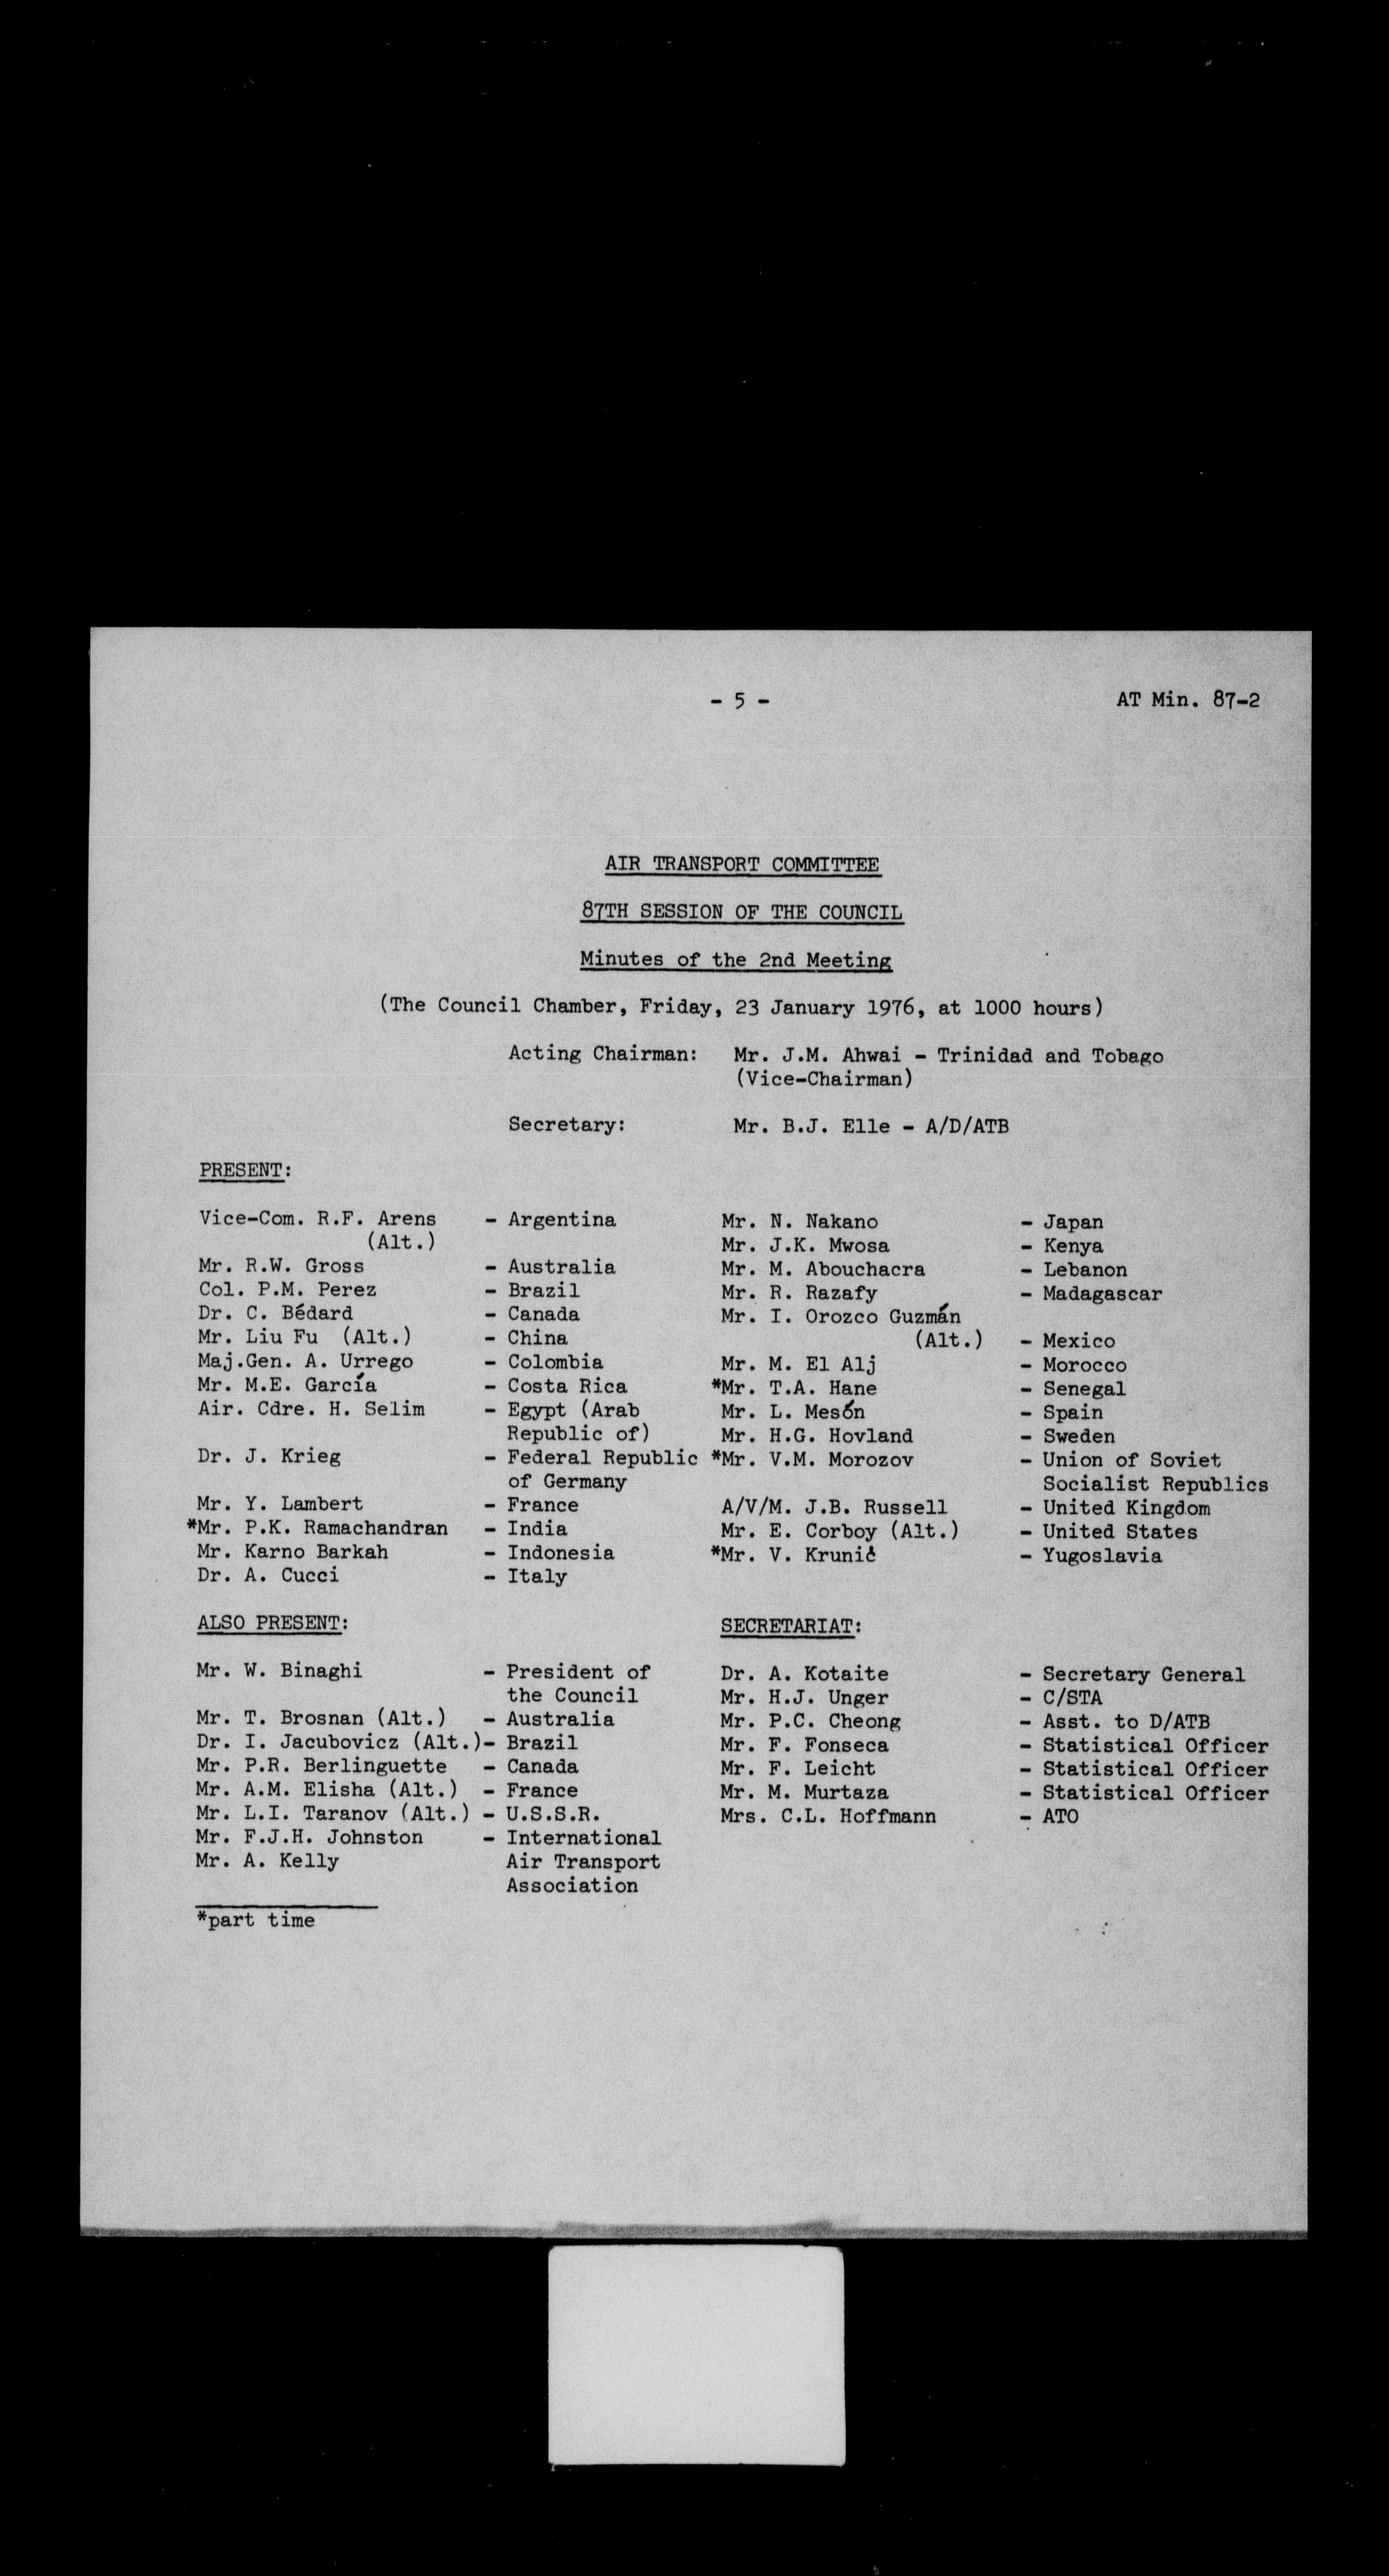 - 5 -
AT Min. 87-2
AIR TRANSPORT COMMITTEE
87TH SESSION OF THE COUNCIL
Minutes of the 2nd Meeting
(The Council Chamber, Friday, 23 January 1976, at 1000 hours)
Acting Chairman: Mr. J.M. Ahwai - Trinidad and Tobago
(Vice-Chairman)
Secretary: Mr. B.J. Elle - A/D/ATB
PRESENT:
Vice-Com. R.F. Arens - Argentina
(Alt.)
Mr. R.W. Gross - Australia
Col. P.M. Perez - Brazil
Dr. C. Bédard - Canada
Mr. Liu Fu (Alt.) - China
Maj.Gen. A. Urrego - Colombia
Mr. M.E. García - Costa Rica
Air. Cdre. H. Selim - Egypt (Arab
Republic of)
Dr. J. Krieg - Federal Republic
of Germany
Mr. Y. Lambert - France
*Mr. P.K. Ramachandran - India
Mr. Karno Barkah - Indonesia
Dr. A. Cucci - Italy
Mr. N. Nakano - Japan
Mr. J.K. Mwosa - Kenya
Mr. M. Abouchacra - Lebanon
Mr. R. Razafy - Madagascar
Mr. I. Orozco Guzmán
(Alt.) - Mexico
Mr. M. El Alj - Morocco
*Mr. T.A. Hane - Senegal
Mr. L. Mesón - Spain
Mr. H.G. Hovland - Sweden
*Mr. V.M. Morozov - Union of Soviet
Socialist Republics
A/V/M. J.B. Russell - United Kingdom
Mr. E. Corboy (Alt.) - United States
*Mr. V. Krunić - Yugoslavia
ALSO PRESENT:
Mr. W. Binaghi - President of
the Council
Mr. T. Brosnan (Alt.) - Australia
Dr. I. Jacubovicz (Alt.)- Brazil
Mr. P.R. Berlinguette - Canada
Mr. A.M. Elisha (Alt.) - France
Mr. L.I. Taranov (Alt.) - U.S.S.R.
Mr. F.J.H. Johnston - International
Mr. A. Kelly Air Transport
Association
SECRETARIAT:
Dr. A. Kotaite - Secretary General
Mr. H.J. Unger - C/STA
Mr. P.C. Cheong - Asst. to D/ATB
Mr. F. Fonseca - Statistical Officer
Mr. F. Leicht - Statistical Officer
Mr. M. Murtaza - Statistical Officer
Mrs. C.L. Hoffmann - ATO
*part time